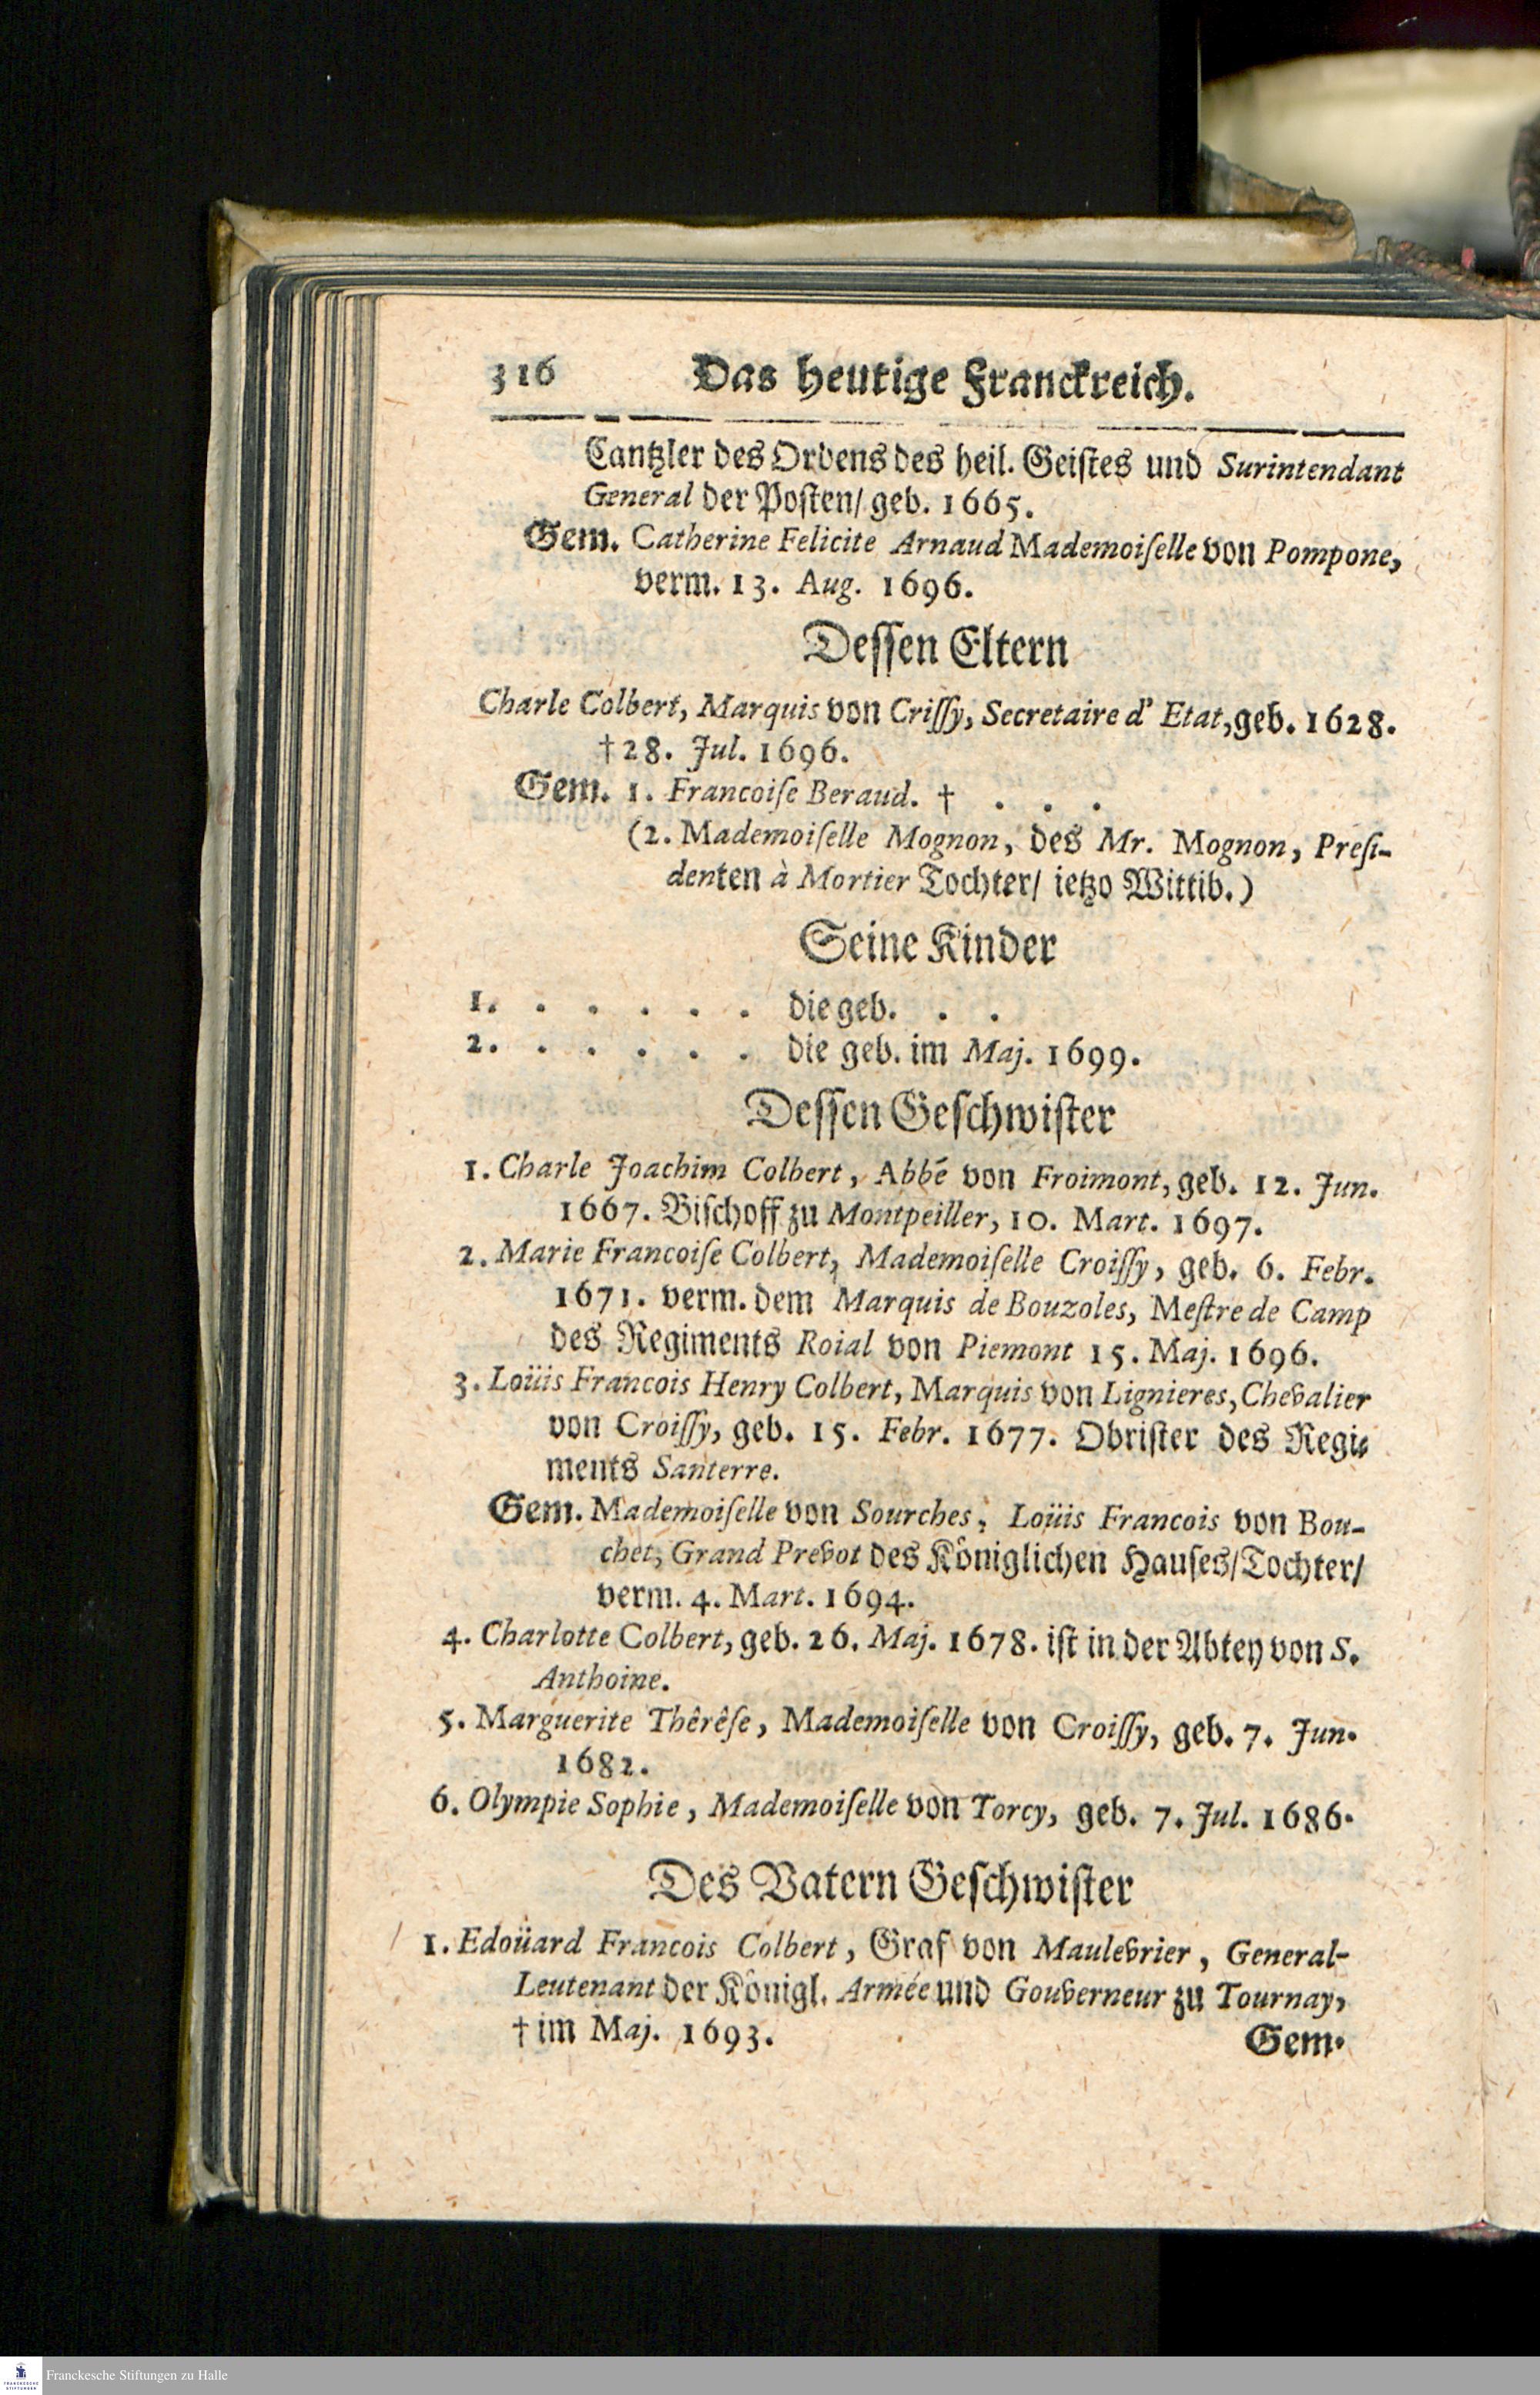 316 Das heutige Franckreich.
Cantzler des Ordens des heil. Geiſtes und Surintendant
General der Poſten/ geb. 1665.
Gem. Catherine Felicite Arnaud Mademoiſelle von Pompone,
verm. 13. Aug. 1696.
Deſſen Eltern
Charle Colbert, Marquis von Criſſy, Secretaire d' Etat, geb. 1628.
† 28. Jul. 1696.
Gem. 1. Francoiſe Beraud. † . . .
(2. Mademoiſelle Mognon, des Mr. Mognon, Preſi-
denten à Mortier Tochter/ ietzo Wittib.)
Seine Kinder
1. . . . . . die geb. . .
2. . . . . . die geb. im Maj. 1699.
Deſſen Geſchwiſter
1. Charle Joachim Colbert, Abbé von Froimont, geb. 12. Jun.
1667. Biſchoff zu Montpeiller, 10. Mart. 1697.
2. Marie Francoiſe Colbert, Mademoiſelle Croiſſy, geb. 6. Febr.
1671. verm. dem Marquis de Bouzoles, Meſtre de Camp
des Regiments Roial von Piemont 15. Maj. 1696.
3. Loüis Francois Henry Colbert, Marquis von Lignieres, Chevalier
von Croiſſy, geb. 15. Febr. 1677. Obriſter des Regi-
ments Santerre.
Gem. Mademoiſelle von Sourches, Loüis Francois von Bou-
chet, Grand Prevot des Königlichen Hauſes/ Tochter/
verm. 4. Mart. 1694.
4. Charlotte Colbert, geb. 26. Maj. 1678. iſt in der Abtey von S.
Anthoine.
5. Marguerite Thêrêſe, Mademoiſelle von Croiſſy, geb. 7. Jun.
1682.
6. Olympie Sophie, Mademoiſelle von Torcy, geb. 7. Jul. 1686.
Des Vatern Geſchwiſter
1. Edoüard Francois Colbert, Graf von Maulevrier, General-
Leutenant der Königl. Armée und Gouverneur zu Tournay,
† im Maj. 1693.
Gem.
Franckesche Stiftungen zu Halle